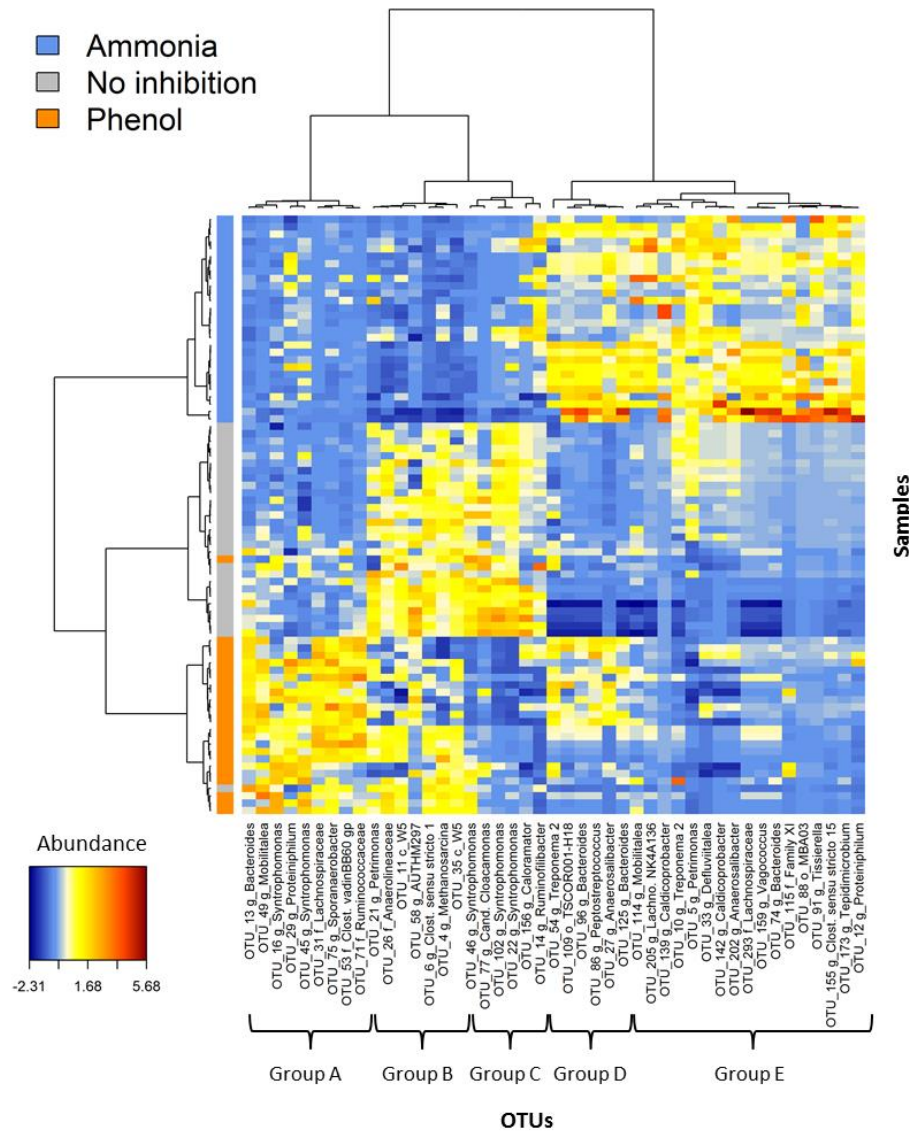 Ammonia
No inhibition
Phenol
Samples
Abundance
-2.31 1.68 5.68
OTU_13 g_Bacteroides
OTU_49 g_Mobilitalea
OTU_16 g_Syntrophomonas
OTU_29 g_Proteiniphilum
OTU_45 g_Syntrophomonas
OTU_31 f_Lachnospiraceae
OTU_75 g_Sporanaerobacter
OTU_53 f_Clost. vadinBB60 gp
OTU_71 f_Ruminococcaceae
OTU_21 g_Petrimonas
OTU_26 f_Anaerolineaceae
OTU_11 c_W5
OTU_58 g_AUTHM297
OTU_6 g_Clost. sensu stricto 1
OTU_4 g_Methanosarcina
OTU_35 c_W5
OTU_46 g_Syntrophomonas
OTU_77 g_Cand. Cloacamonas
OTU_102 g_Syntrophomonas
OTU_22 g_Syntrophomonas
OTU_156 g_Caloramator
OTU_14 g_Ruminofilibacter
OTU_54 g_Treponema 2
OTU_109 o_TSCOR001-H18
OTU_96 g_Bacteroides
OTU_86 g_Peptostreptococcus
OTU_27 g_Anaerosalibacter
OTU_125 g_Bacteroides
OTU_114 g_Mobilitalea
OTU_205 g_Lachno. NK4A136
OTU_139 g_Caldicoprobacter
OTU_10 g_Treponema 2
OTU_5 g_Petrimonas
OTU_33 g_Defluviitalea
OTU_142 g_Caldicoprobacter
OTU_202 g_Anaerosalibacter
OTU_293 f_Lachnospiraceae
OTU_159 g_Vagococcus
OTU_74 g_Bacteroides
OTU_115 f_Family XI
OTU_88 o_MBA03
OTU_91 g_Tissierella
OTU_155 g_Clost. sensu stricto 15
OTU_173 g_Tepidimicrobium
OTU_12 g_Proteiniphilum
Group A Group B Group C Group D Group E
OTUs